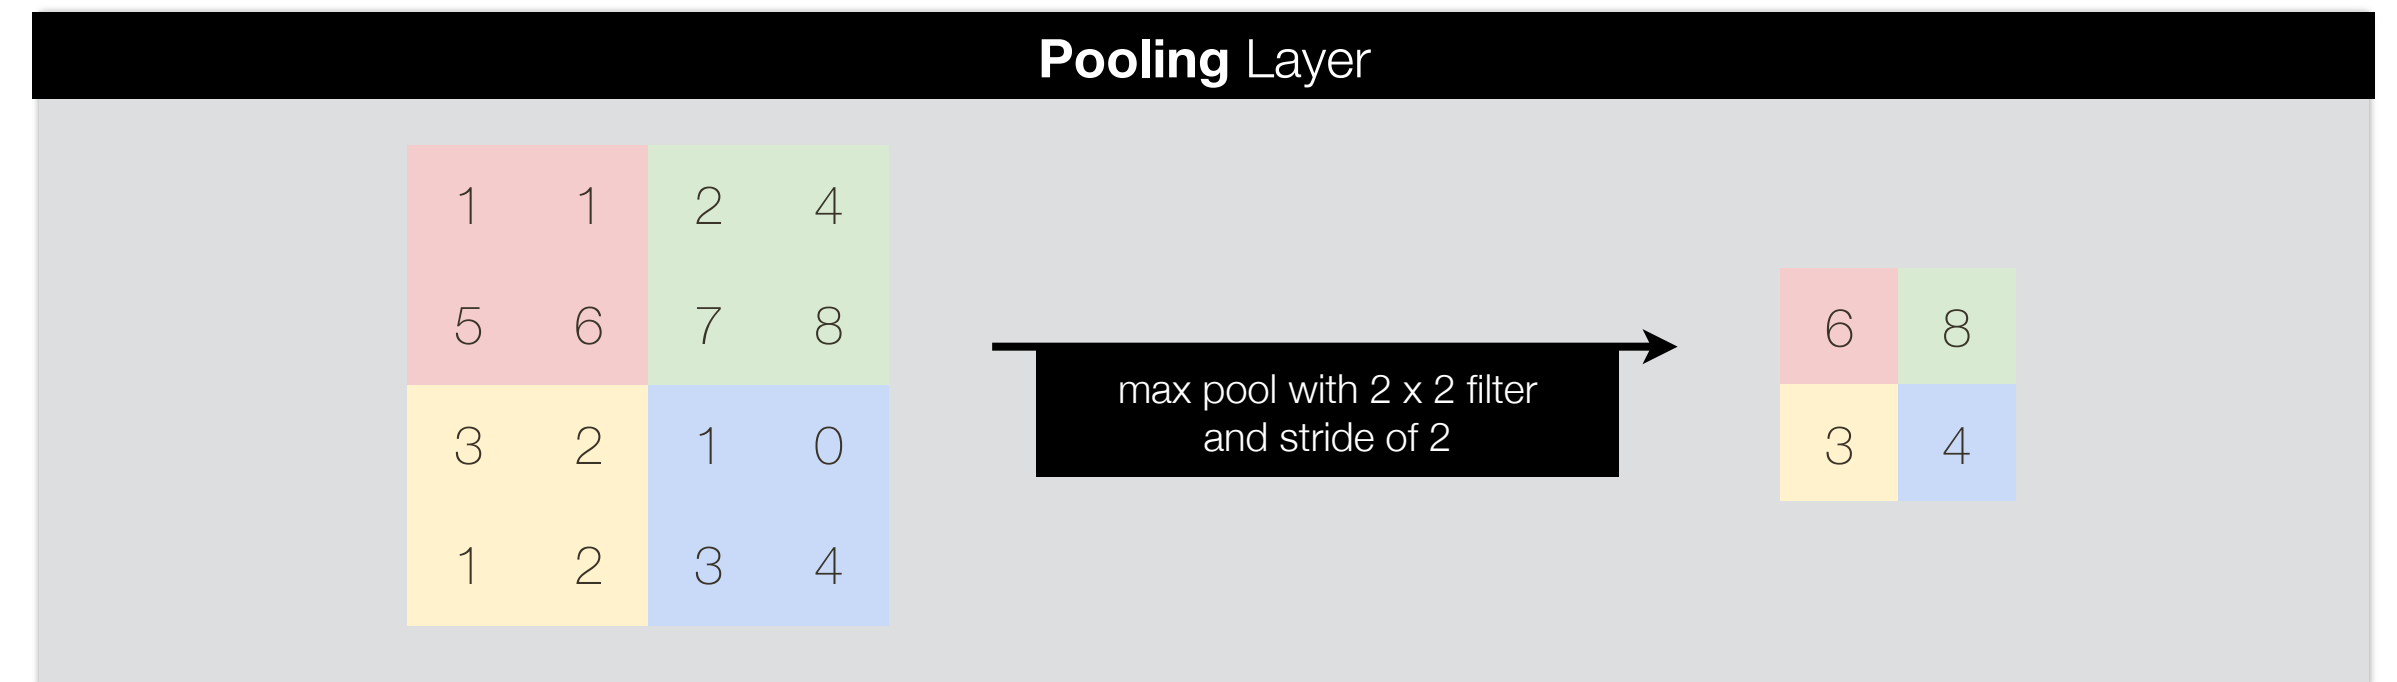 Pooling Layer
1 1 2 4
5 6 7 8
3 2 1 0
1 2 3 4
max pool with 2 x 2 filter
and stride of 2
6 8
3 4